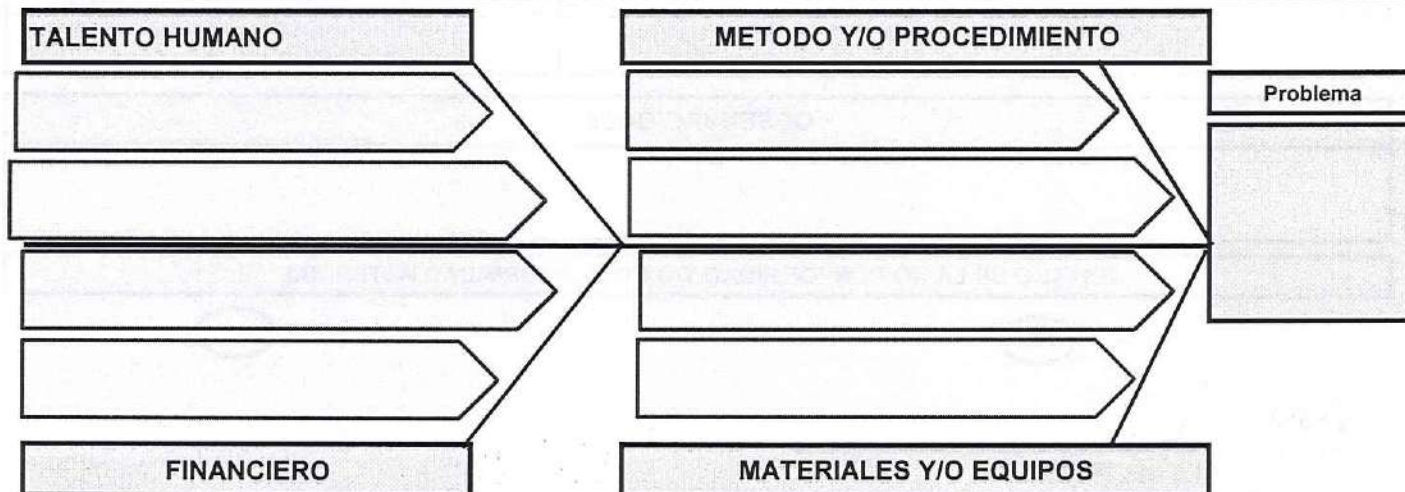 TALENTO HUMANO
METODO Y/O PROCEDIMIENTO
Problema
FINANCIERO
MATERIALES Y/O EQUIPOS